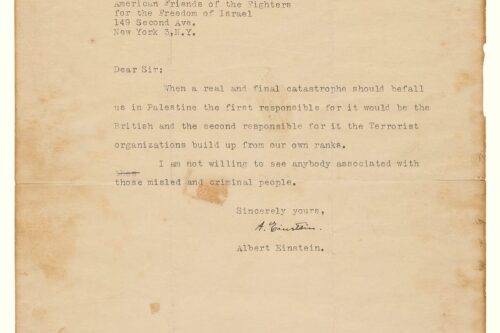 American Friends of the Fighters
for the Freedom of Israel
149 Second Ave.
New York 3,N.Y.
Dear Sir:
When a real and final catastrophe should befall
us in Palestine the first responsible for it would be the
British and the second responsible for it the Terrorist
organizations build up from our own ranks.
I am not willing to see anybody associated with
those misled and criminal people.
Sincerely yours,
A. Einstein.
Albert Einstein.